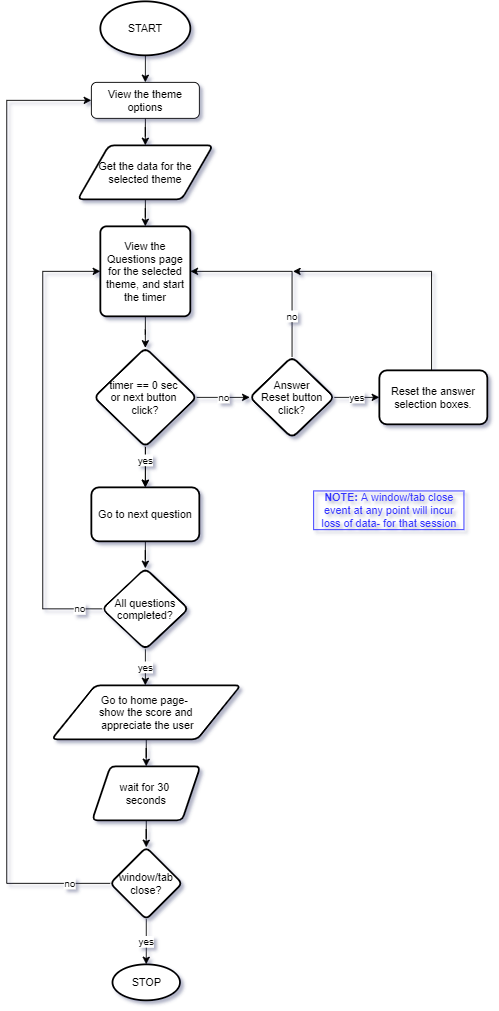 START
View the theme
options
Get the data for the
selected theme
View the
Questions page
for the selected
theme, and start
the timer
no
timer == 0 sec
or next button
click?
no
Answer
Reset button
click?
yes
Reset the answer
selection boxes.
yes
Go to next question
NOTE: A window/tab close
event at any point will incur
loss of data- for that session
All questions
completed?
no
yes
Go to home page-
show the score and
appreciate the user
wait for 30
seconds
window/tab
close?
no
yes
STOP